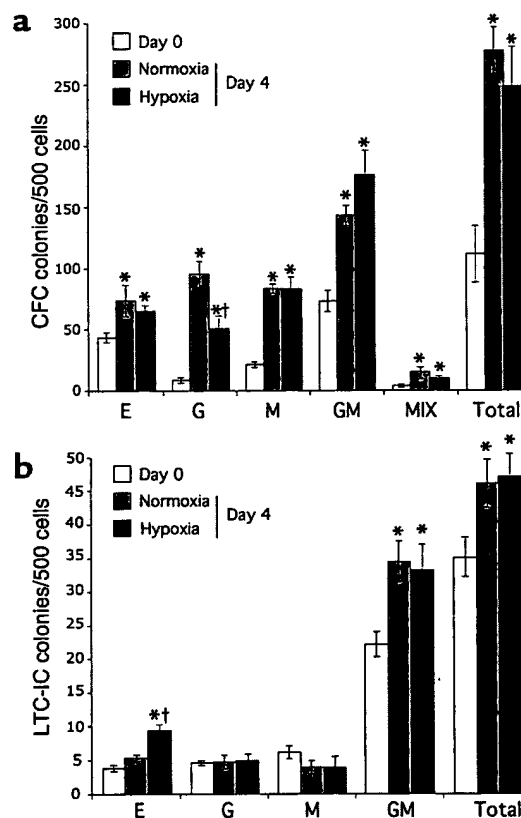 a
CFC colonies/500 cells
300
250
200
150
100
50
0
Day 0
Normoxia
Hypoxia
Day 4
* * * *† * * * * * * * *
E G M GM MIX Total
b
LTC-IC colonies/500 cells
50
45
40
35
30
25
20
15
10
5
0
Day 0
Normoxia
Hypoxia
Day 4
*† * * * *
E G M GM Total